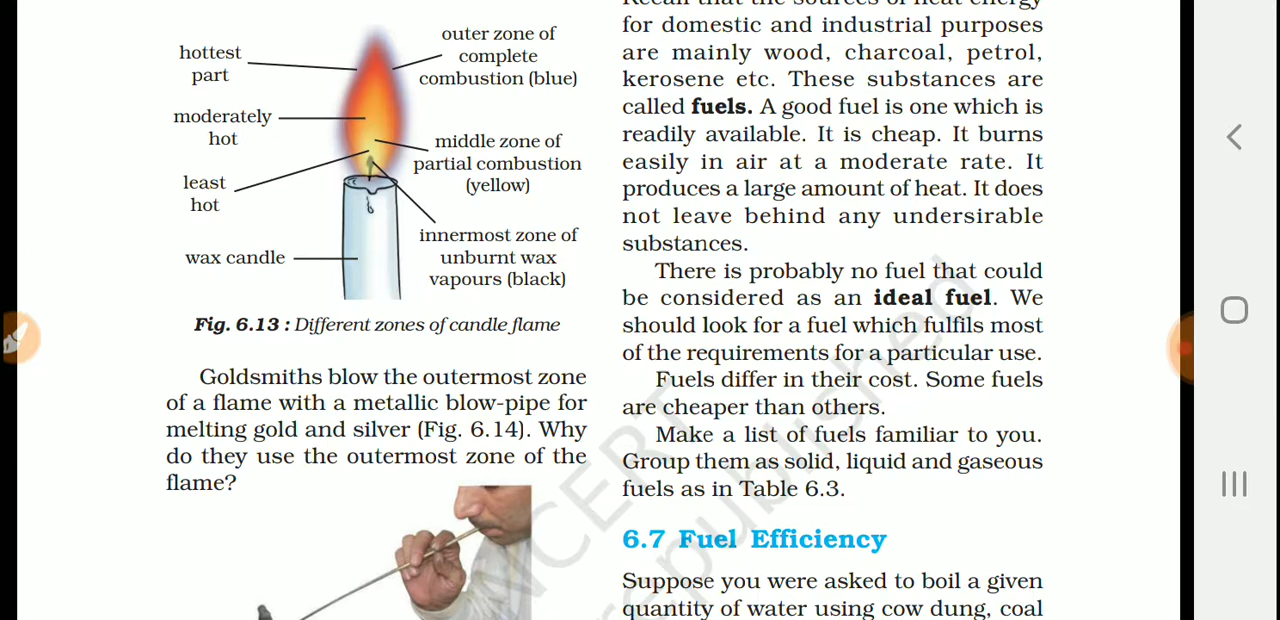 hottest
part
moderately
hot
least
hot
wax candle
outer zone of
complete
combustion (blue)
middle zone of
partial combustion
(yellow)
innermost zone of
unburnt wax
vapours (black)
Fig. 6.13 : Different zones of candle flame
Goldsmiths blow the outermost zone
of a flame with a metallic blow-pipe for
melting gold and silver (Fig. 6.14). Why
do they use the outermost zone of the
flame?
Recall that the sources of heat energy
for domestic and industrial purposes
are mainly wood, charcoal, petrol,
kerosene etc. These substances are
called fuels. A good fuel is one which is
readily available. It is cheap. It burns
easily in air at a moderate rate. It
produces a large amount of heat. It does
not leave behind any undersirable
substances.
There is probably no fuel that could
be considered as an ideal fuel. We
should look for a fuel which fulfils most
of the requirements for a particular use.
Fuels differ in their cost. Some fuels
are cheaper than others.
Make a list of fuels familiar to you.
Group them as solid, liquid and gaseous
fuels as in Table 6.3.
6.7 Fuel Efficiency
Suppose you were asked to boil a given
quantity of water using cow dung, coal